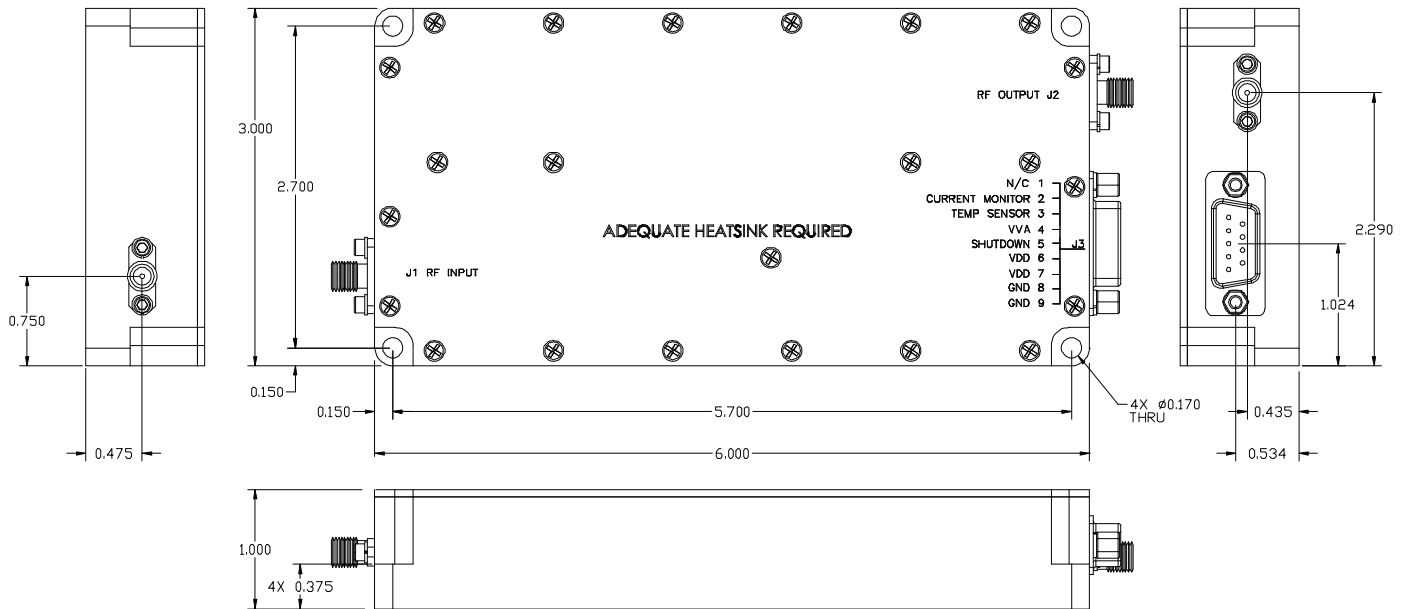 3.000
2.700
0.150
0.750
0.475
RF OUTPUT J2
N/C 1
CURRENT MONITOR 2
TEMP SENSOR 3
VVA 4
SHUTDOWN 5
J3
VDD 6
VDD 7
GND 8
GND 9
ADEQUATE HEATSINK REQUIRED
J1 RF INPUT
0.150
5.700
6.000
4X Ø0.170
THRU
2.290
1.024
0.435
0.534
1.000
4X 0.375